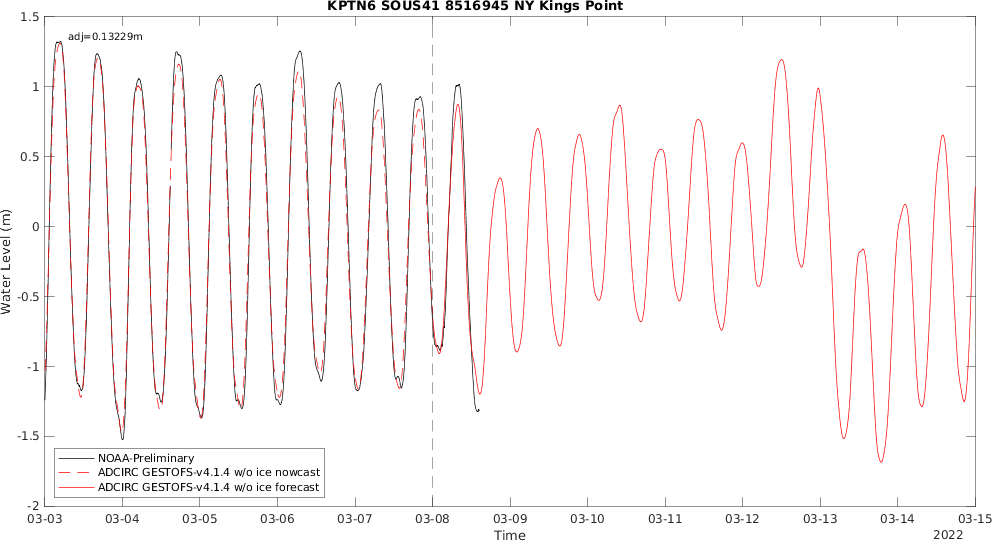 KPTN6 SOUS41 8516945 NY Kings Point
adj=0.13229m
1.5
1
0.5
0
-0.5
-1
-1.5
-2
Water Level (m)
NOAA-Preliminary
ADCIRC GESTOFS-v4.1.4 w/o ice nowcast
ADCIRC GESTOFS-v4.1.4 w/o ice forecast
03-03 03-04 03-05 03-06 03-07 03-08 03-09 03-10 03-11 03-12 03-13 03-14 03-15
Time
2022